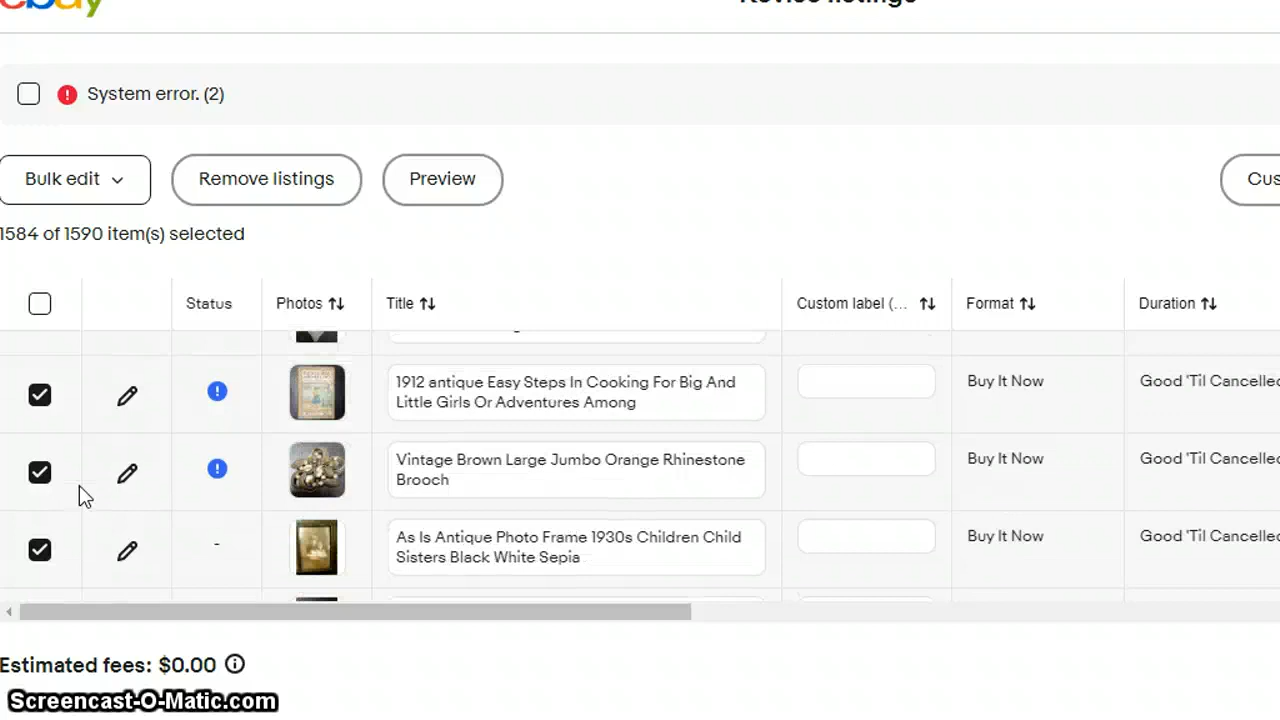 ebay
Revise listings
System error. (2)
Bulk edit
Remove listings
Preview
Cus
1584 of 1590 item(s) selected
Status
Photos
Title
Custom label (...
Format
Duration
1912 antique Easy Steps In Cooking For Big And
Little Girls Or Adventures Among
Buy It Now
Good 'Til Cancelled
Vintage Brown Large Jumbo Orange Rhinestone
Brooch
Buy It Now
Good 'Til Cancelled
As Is Antique Photo Frame 1930s Children Child
Sisters Black White Sepia
Buy It Now
Good 'Til Cancelled
Estimated fees: $0.00
Screencast-O-Matic.com